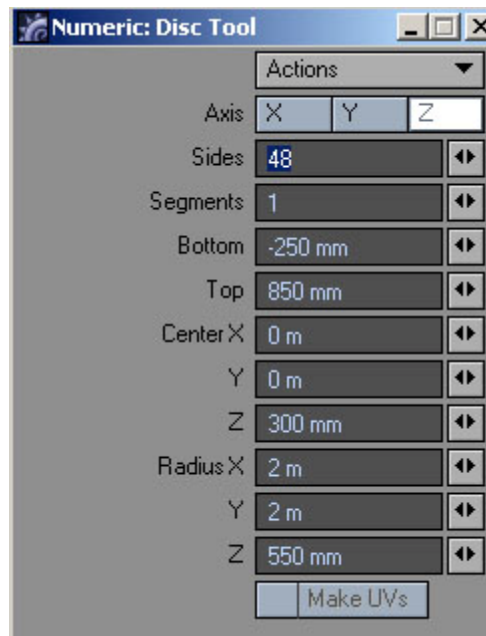 Numeric: Disc Tool
Actions
Axis X Y Z
Sides 48
Segments 1
Bottom -250 mm
Top 850 mm
Center X 0 m
Y 0 m
Z 300 mm
Radius X 2 m
Y 2 m
Z 550 mm
Make UVs